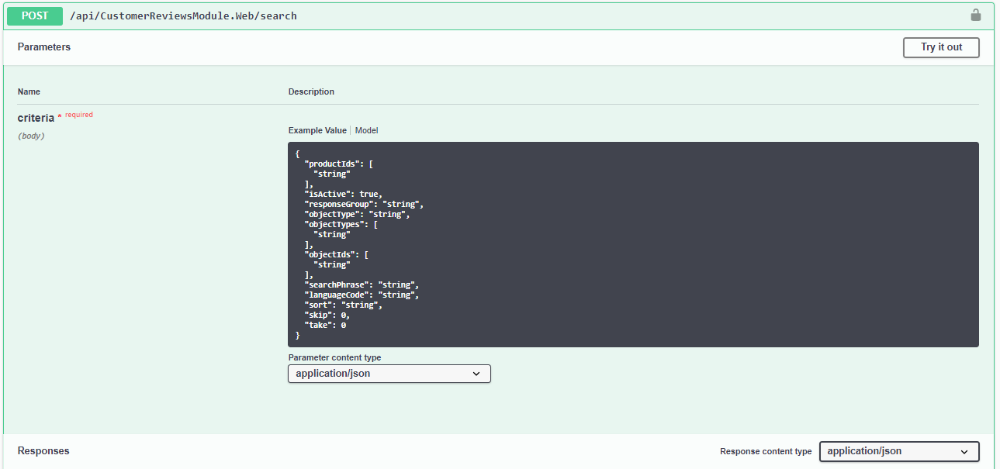 POST /api/CustomerReviewsModule.Web/search
Parameters Try it out
Name Description
criteria * required
(body)
Example Value Model
{
  "productIds": [
    "string"
  ],
  "isActive": true,
  "responseGroup": "string",
  "objectType": "string",
  "objectTypes": [
    "string"
  ],
  "objectIds": [
    "string"
  ],
  "searchPhrase": "string",
  "languageCode": "string",
  "sort": "string",
  "skip": 0,
  "take": 0
}
Parameter content type
application/json
Responses Response content type application/json